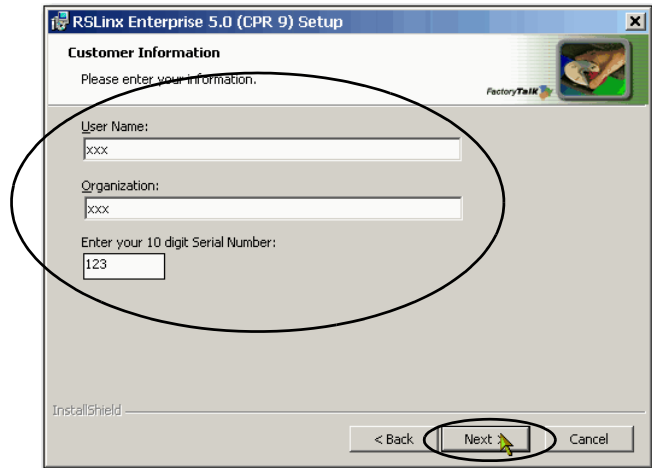 RSLinx Enterprise 5.0 (CPR 9) Setup
Customer Information
Please enter your information.
FactoryTalk
User Name:
xxx
Organization:
xxx
Enter your 10 digit Serial Number:
123
InstallShield
< Back Next > Cancel